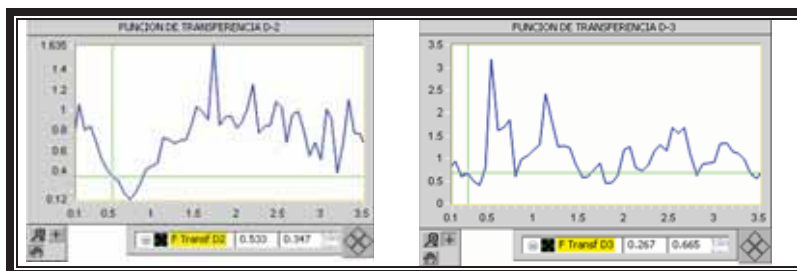 FUNCION DE TRANSFERENCIA D-2
1.635
1.4
1.2
1
0.8
0.6
0.4
0.12
0.1 0.5 1 1.5 2 2.5 3 3.5
F Transf D2 0.533 0.347
FUNCION DE TRANSFERENCIA D-3
3.5
3
2.5
2
1.5
1
0.5
0
0.1 0.5 1 1.5 2 2.5 3 3.5
F Transf D3 0.267 0.665